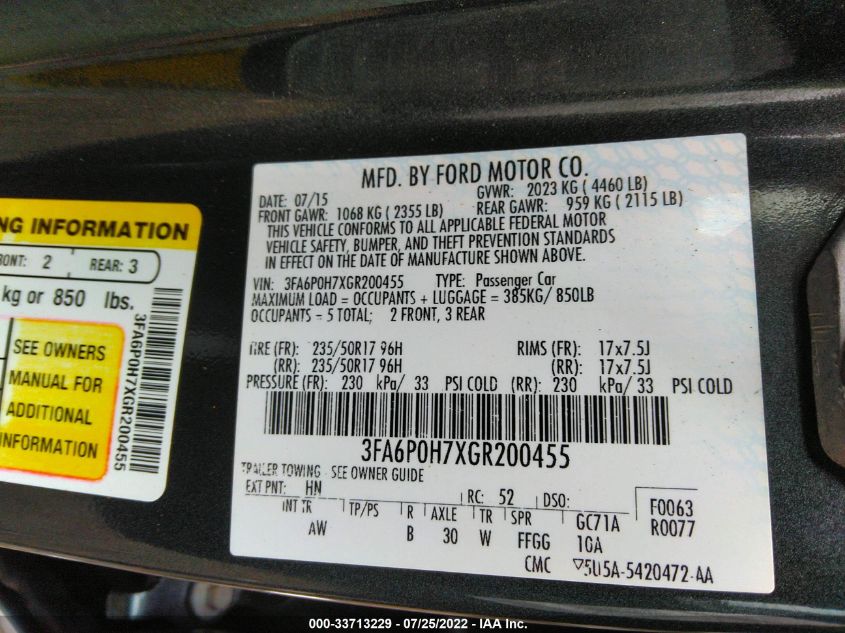 NG INFORMATION
RONT: 2 REAR: 3
kg or 850 lbs.
SEE OWNERS
MANUAL FOR
ADDITIONAL
INFORMATION
3FA6P0H7XGR200455
MFD. BY FORD MOTOR CO.
DATE: 07/15 GVWR: 2023 KG ( 4460 LB)
FRONT GAWR: 1068 KG ( 2355 LB) REAR GAWR: 959 KG ( 2115 LB)
THIS VEHICLE CONFORMS TO ALL APPLICABLE FEDERAL MOTOR
VEHICLE SAFETY, BUMPER, AND THEFT PREVENTION STANDARDS
IN EFFECT ON THE DATE OF MANUFACTURE SHOWN ABOVE.
VIN: 3FA6P0H7XGR200455 TYPE: Passenger Car
MAXIMUM LOAD = OCCUPANTS + LUGGAGE = 385KG/ 850LB
OCCUPANTS = 5 TOTAL; 2 FRONT, 3 REAR
TIRE (FR): 235/50R17 96H RIMS (FR): 17x7.5J
(RR): 235/50R17 96H (RR): 17x7.5J
PRESSURE (FR): 230 kPa/ 33 PSI COLD (RR): 230 kPa/ 33 PSI COLD
3FA6P0H7XGR200455
TRAILER TOWING - SEE OWNER GUIDE
EXT PNT: HN RC: 52 DSO: F0063
INT TR TP/PS R AXLE TR SPR GC71A R0077
AW B 30 W FFGG 10A
CMC ▽5U5A-5420472-AA
000-33713229 - 07/25/2022 - IAA Inc.